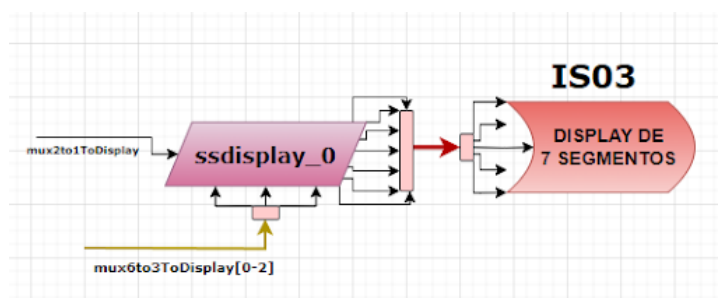 IS03
mux2to1ToDisplay
ssdisplay_0
DISPLAY DE
7 SEGMENTOS
mux6to3ToDisplay[0-2]